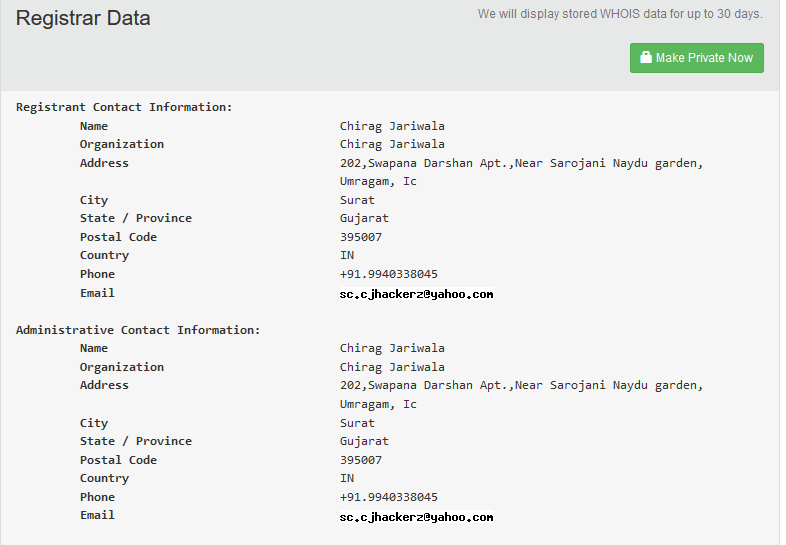 Registrar Data
We will display stored WHOIS data for up to 30 days.
Make Private Now
Registrant Contact Information:
Name Chirag Jariwala
Organization Chirag Jariwala
Address 202,Swapana Darshan Apt.,Near Sarojani Naydu garden,
Umragam, Ic
City Surat
State / Province Gujarat
Postal Code 395007
Country IN
Phone +91.9940338045
Email sc.cjhackerz@yahoo.com
Administrative Contact Information:
Name Chirag Jariwala
Organization Chirag Jariwala
Address 202,Swapana Darshan Apt.,Near Sarojani Naydu garden,
Umragam, Ic
City Surat
State / Province Gujarat
Postal Code 395007
Country IN
Phone +91.9940338045
Email sc.cjhackerz@yahoo.com